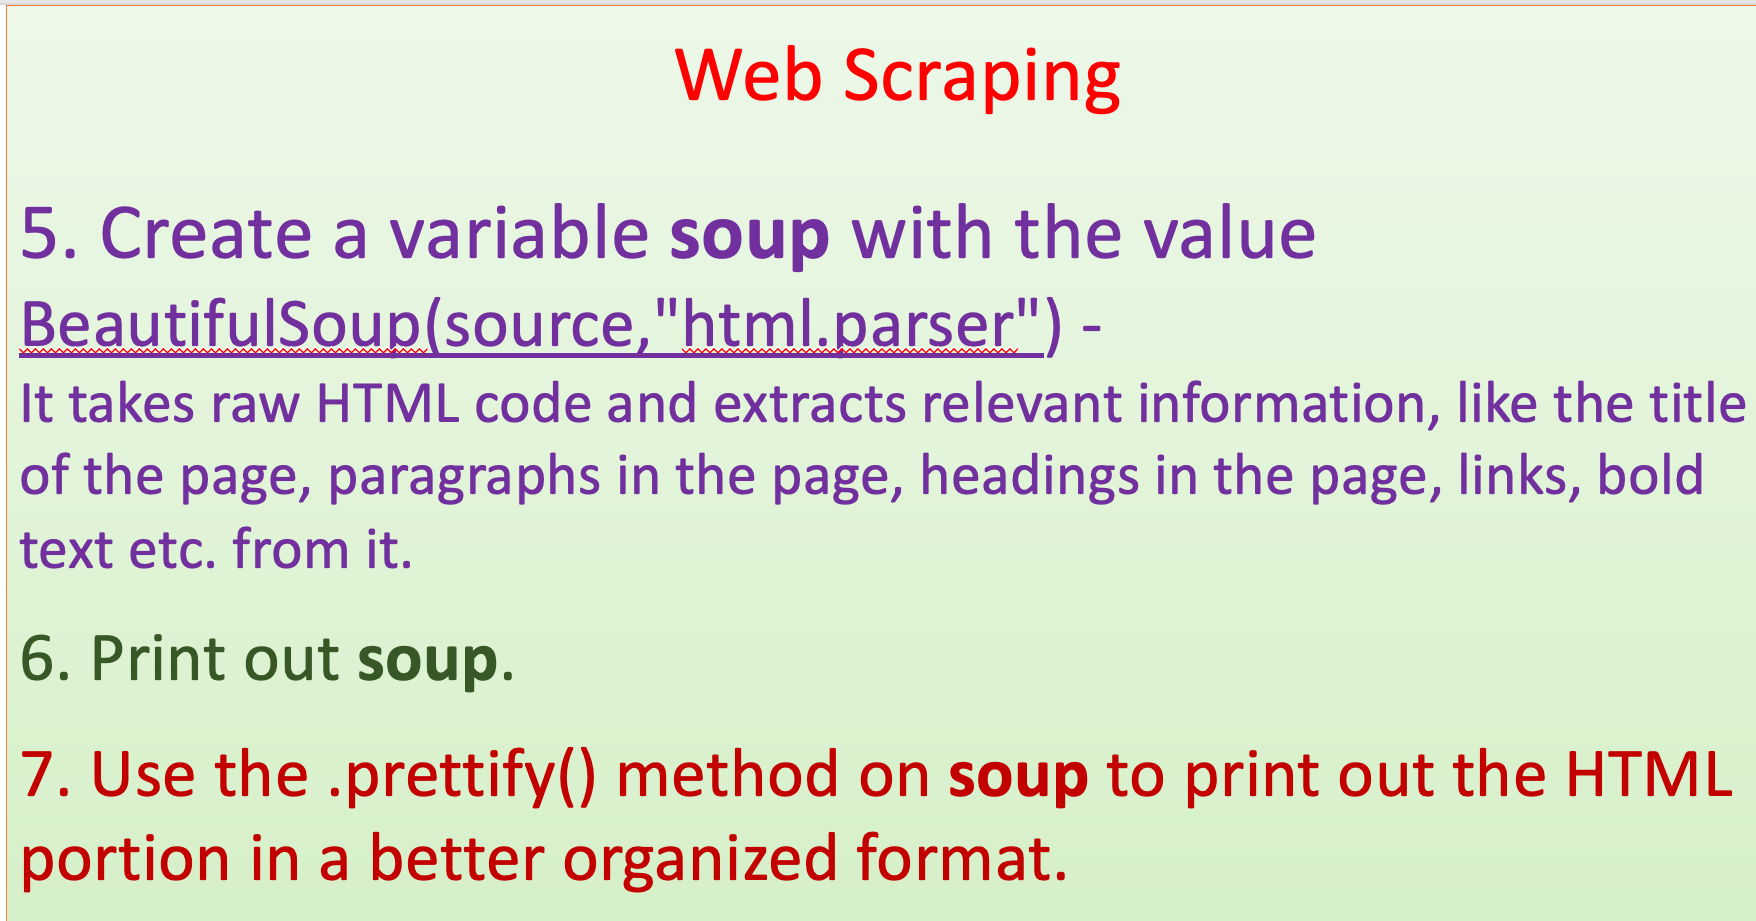 Web Scraping
5. Create a variable soup with the value
BeautifulSoup(source,"html.parser") -
It takes raw HTML code and extracts relevant information, like the title
of the page, paragraphs in the page, headings in the page, links, bold
text etc. from it.
6. Print out soup.
7. Use the .prettify() method on soup to print out the HTML
portion in a better organized format.